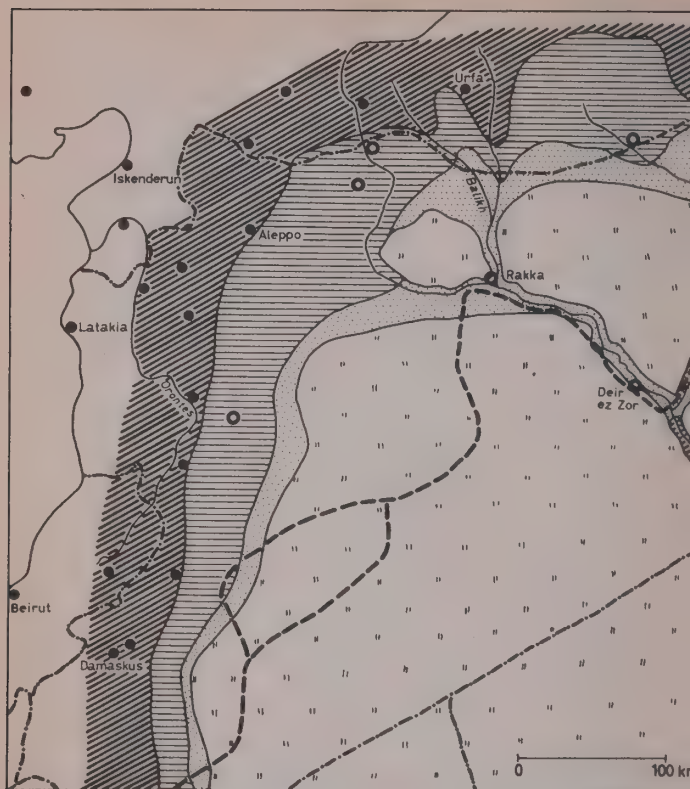 Urfa
Iskenderun
Balikh
Aleppo
Rakka
Latakia
Orontes
Deir
ez Zor
Beirut
Damaskus
0 100 km